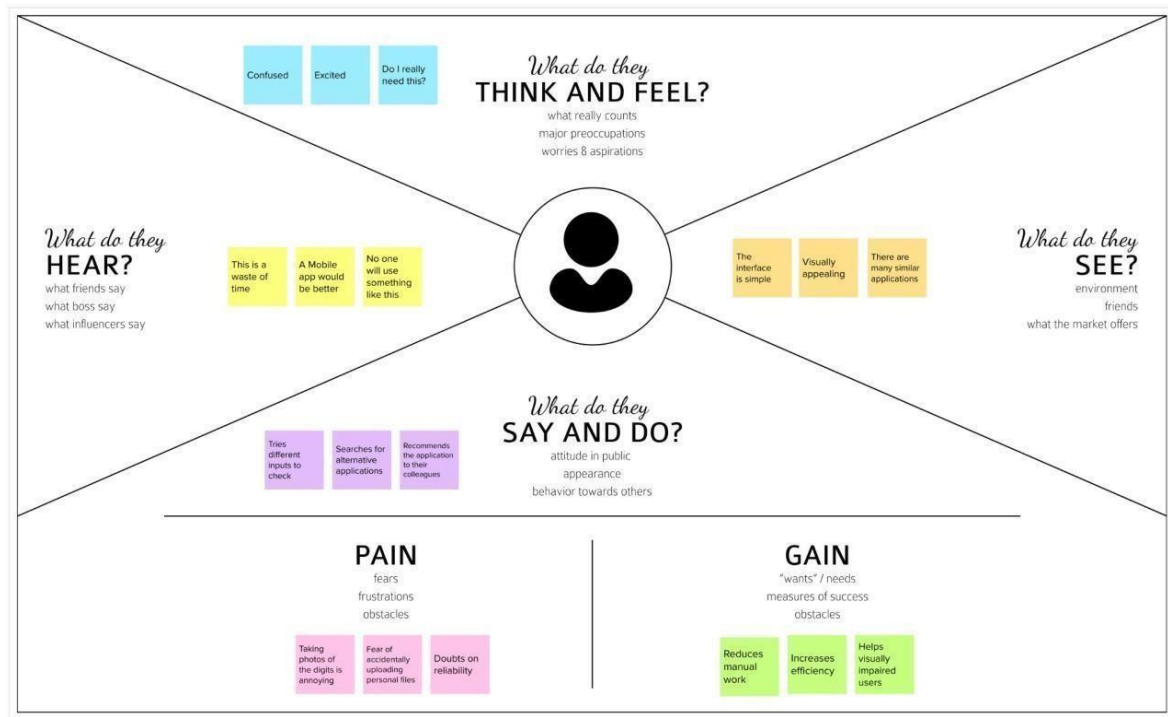 What do they
THINK AND FEEL?
what really counts
major preoccupations
worries & aspirations
Confused
Excited
Do I really
need this?
What do they
HEAR?
what friends say
what boss say
what influencers say
This is a
waste of
time
A Mobile
app would
be better
No one
will use
something
like this
What do they
SEE?
environment
friends
what the market offers
The
interface
is simple
Visually
appealing
There are
many similar
applications
What do they
SAY AND DO?
attitude in public
appearance
behavior towards others
Tries
different
inputs to
check
Searches for
alternative
applications
Recommends
the application
to their
colleagues
PAIN
fears
frustrations
obstacles
Taking
photos of
the digits is
annoying
Fear of
accidentally
uploading
personal files
Doubts on
reliability
GAIN
"wants" / needs
measures of success
obstacles
Reduces
manual
work
Increases
efficiency
Helps
visually
impaired
users